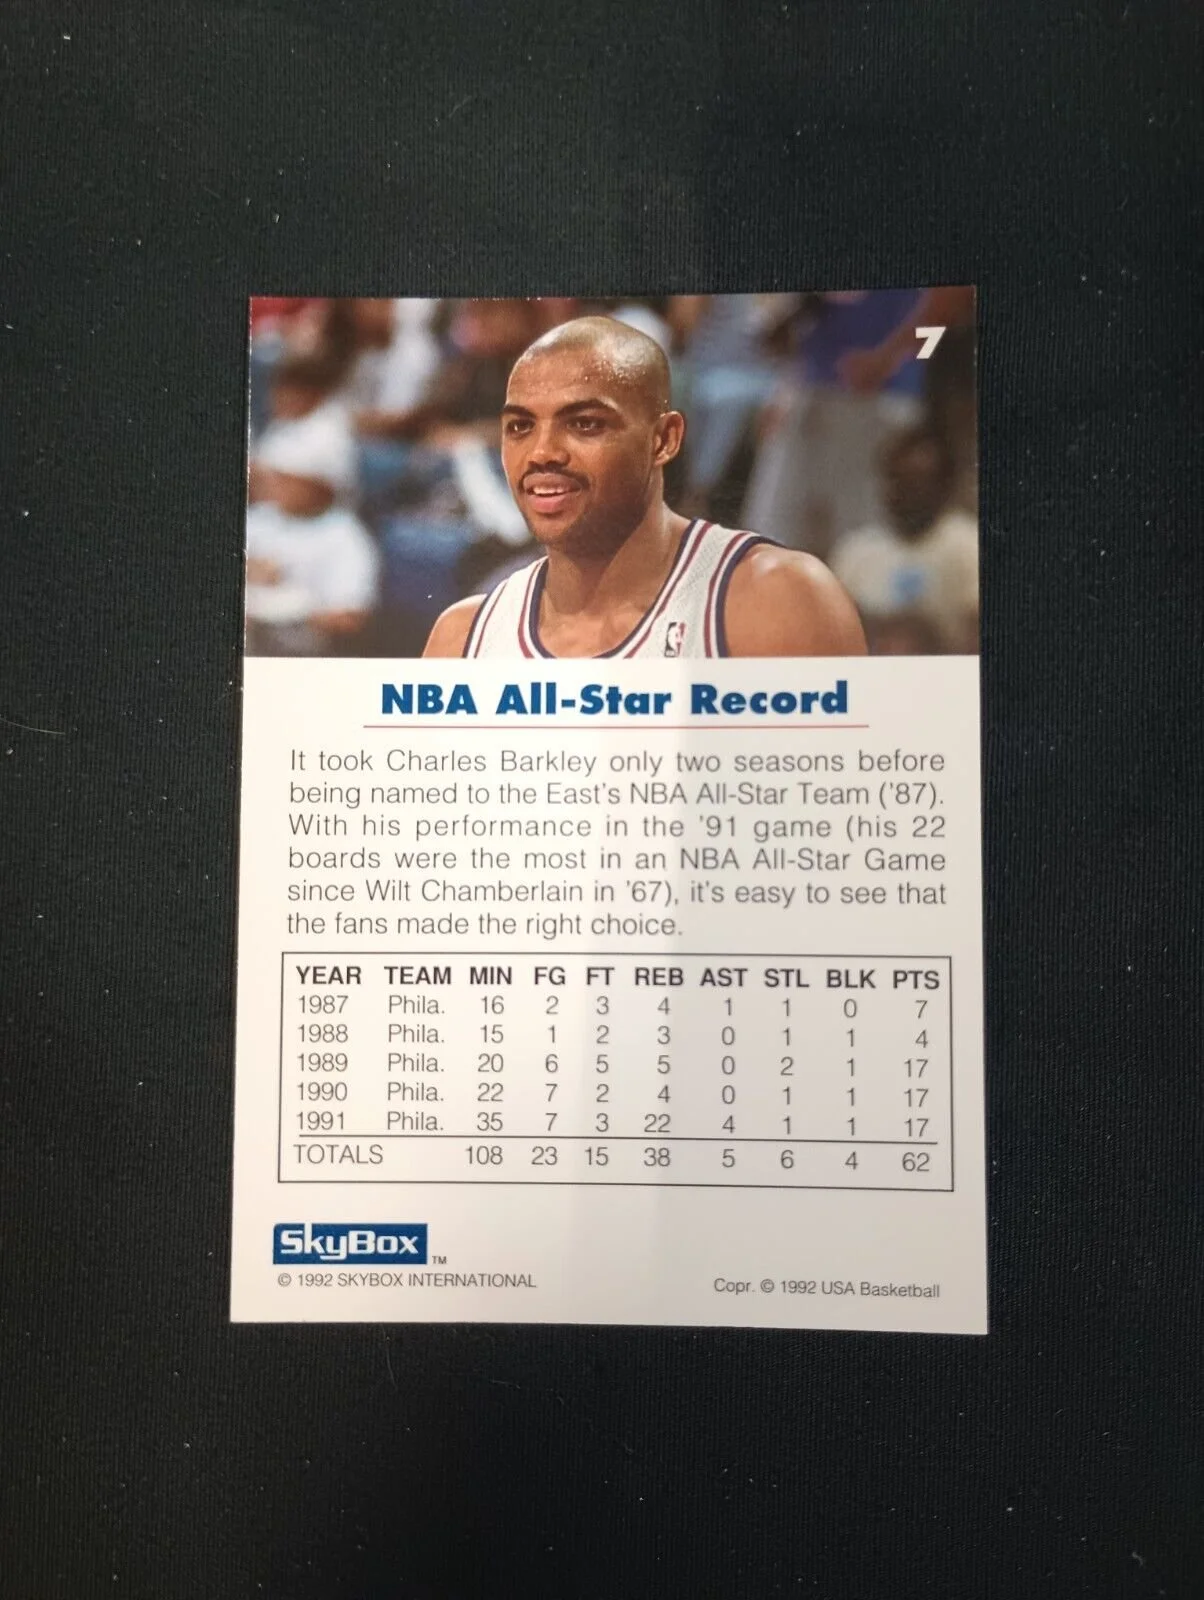 7
NBA All-Star Record
It took Charles Barkley only two seasons before
being named to the East's NBA All-Star Team ('87).
With his performance in the '91 game (his 22
boards were the most in an NBA All-Star Game
since Wilt Chamberlain in '67), it's easy to see that
the fans made the right choice.
YEAR TEAM MIN FG FT REB AST STL BLK PTS
1987 Phila. 16 2 3 4 1 1 0 7
1988 Phila. 15 1 2 3 0 1 1 4
1989 Phila. 20 6 5 5 0 2 1 17
1990 Phila. 22 7 2 4 0 1 1 17
1991 Phila. 35 7 3 22 4 1 1 17
TOTALS 108 23 15 38 5 6 4 62
SkyBox TM
© 1992 SKYBOX INTERNATIONAL
Copr. © 1992 USA Basketball